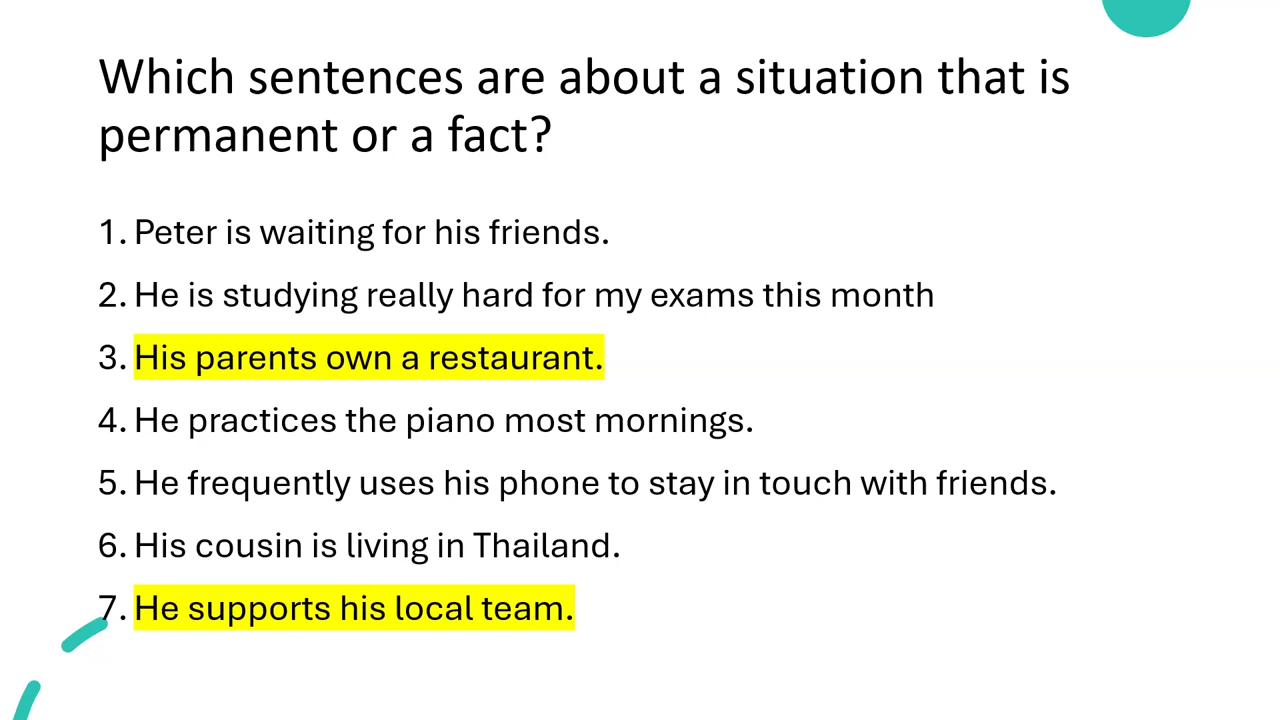 Which sentences are about a situation that is
permanent or a fact?
1. Peter is waiting for his friends.
2. He is studying really hard for my exams this month
3. His parents own a restaurant.
4. He practices the piano most mornings.
5. He frequently uses his phone to stay in touch with friends.
6. His cousin is living in Thailand.
7. He supports his local team.